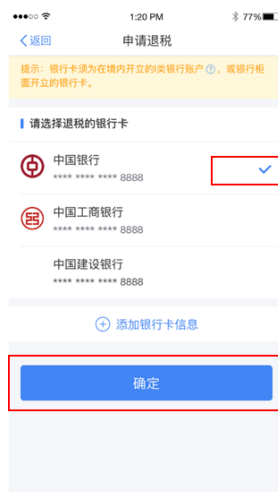 1:20 PM
77%
返回
申请退税
提示：银行卡须为在境内开立的I类银行账户?，或银行柜
面开立的银行卡。
请选择退税的银行卡
中国银行
**** **** **** 8888
中国工商银行
**** **** **** 8888
中国建设银行
**** **** **** 8888
添加银行卡信息
确定